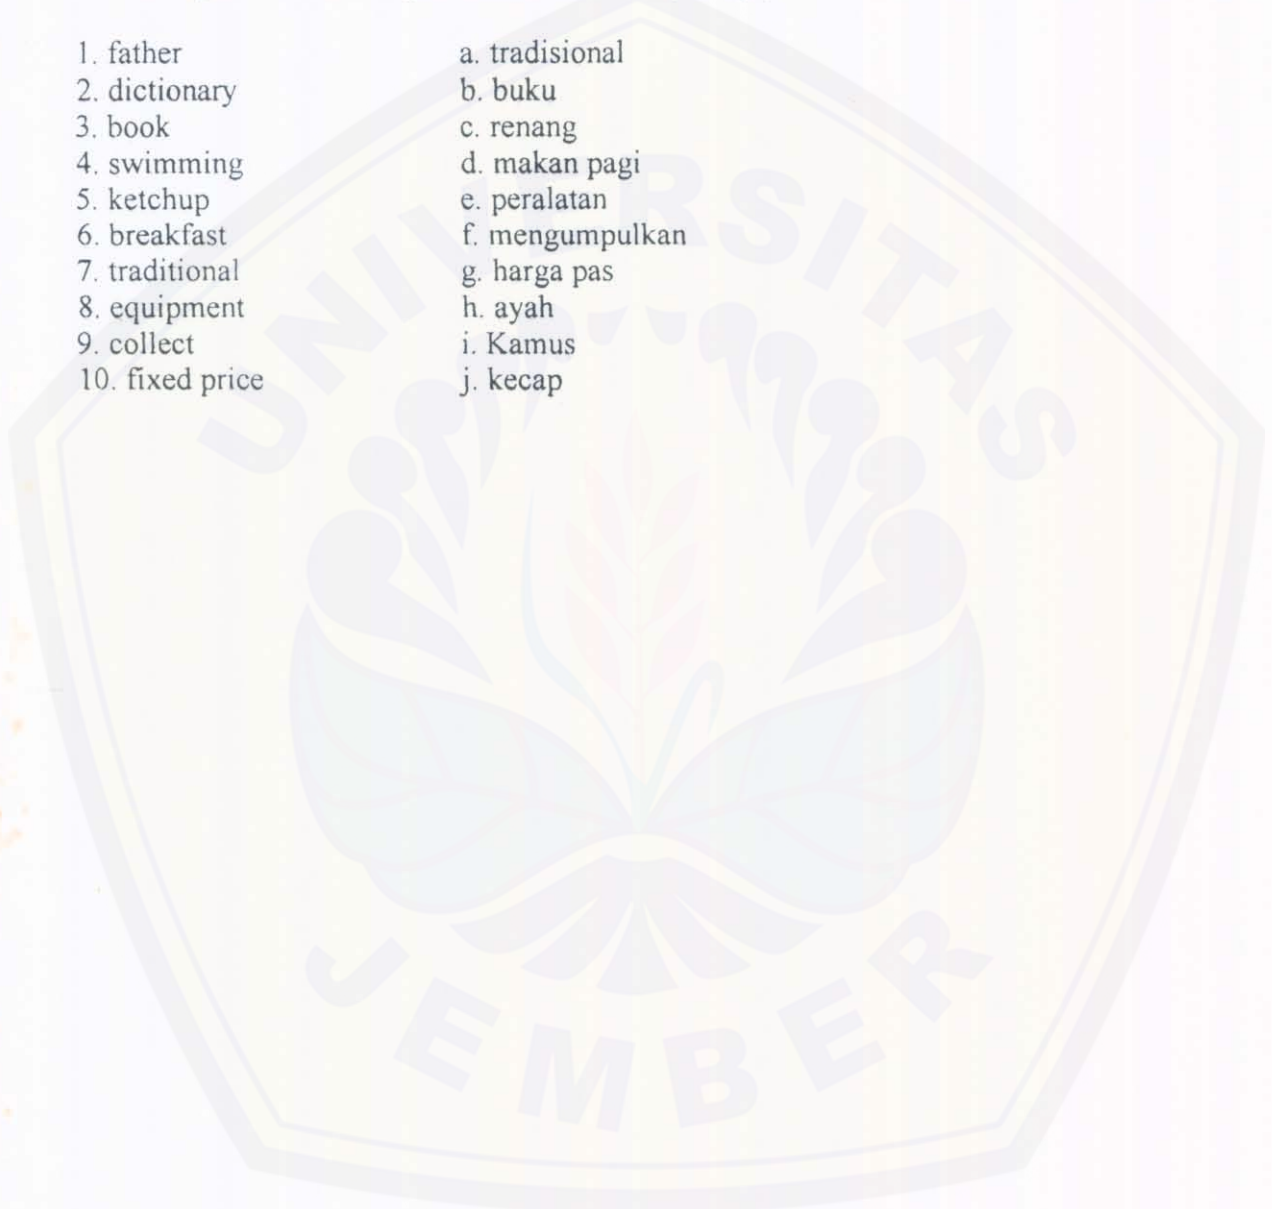 1. father
2. dictionary
3. book
4. swimming
5. ketchup
6. breakfast
7. traditional
8. equipment
9. collect
10. fixed price
a. tradisional
b. buku
c. renang
d. makan pagi
e. peralatan
f. mengumpulkan
g. harga pas
h. ayah
i. Kamus
j. kecap
UNIVERSITAS
JEMBER